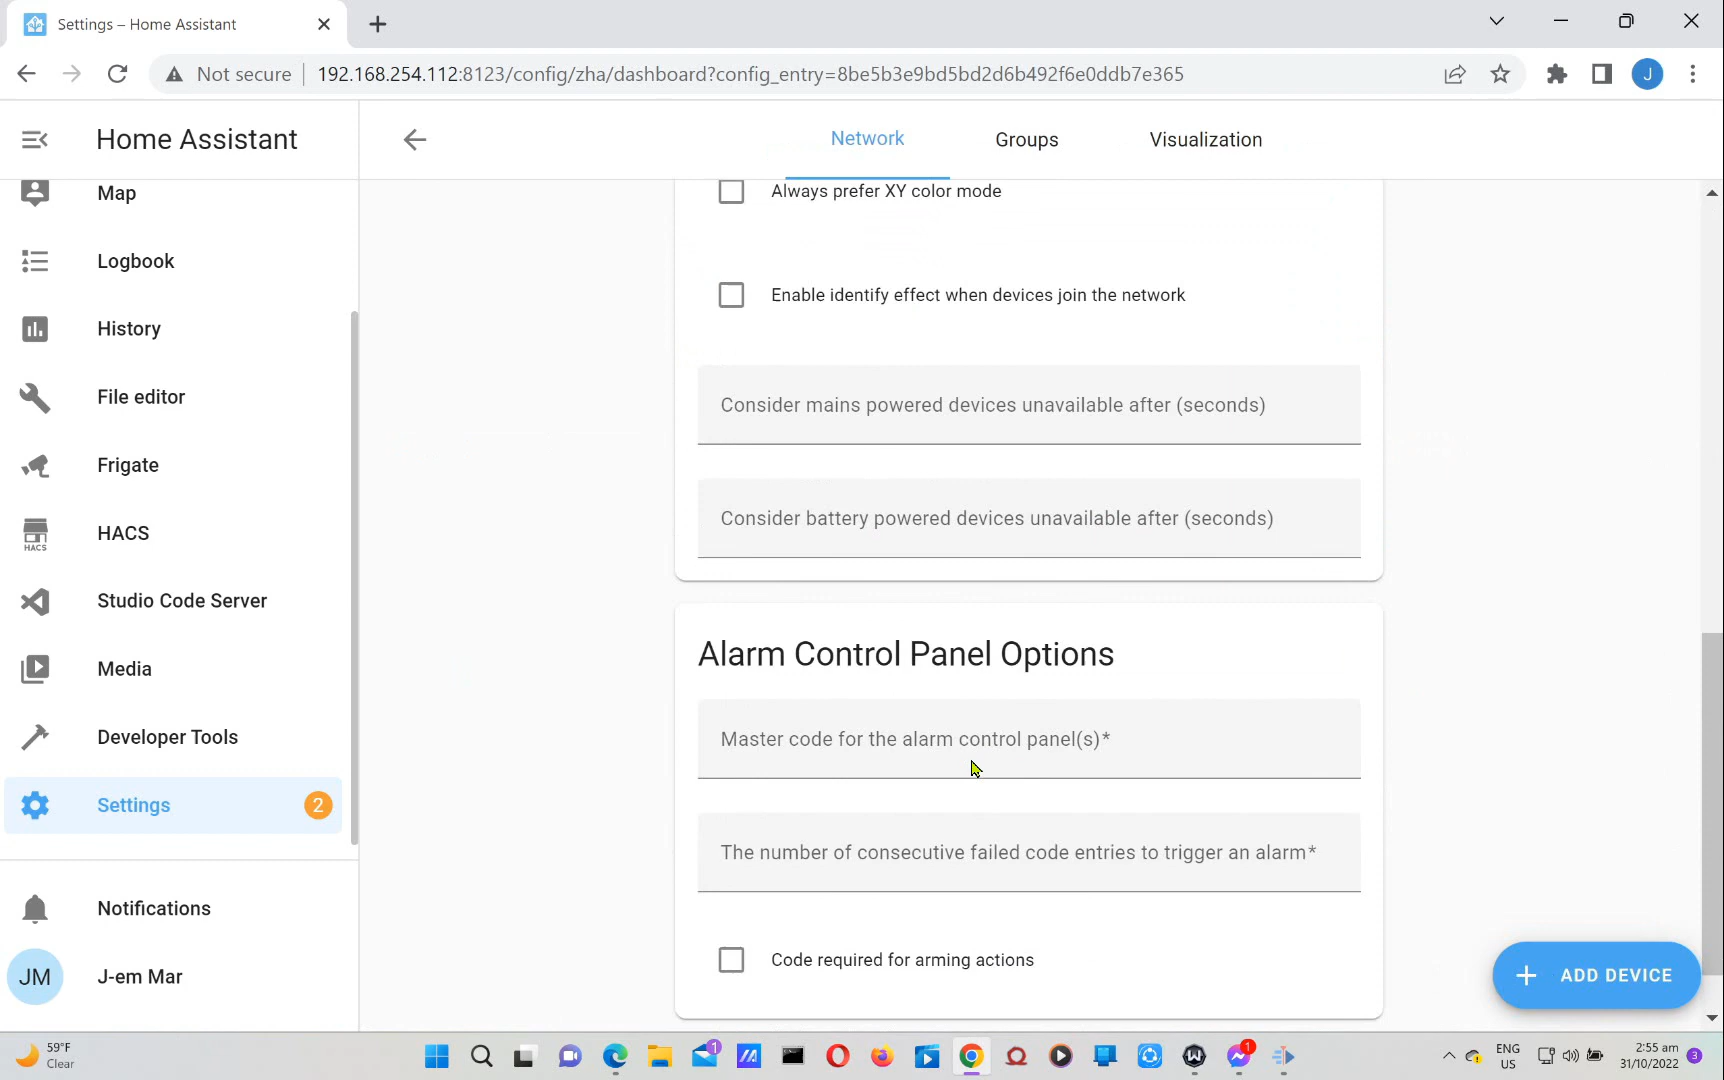 Settings – Home Assistant
Not secure
192.168.254.112:8123/config/zha/dashboard?config_entry=8be5b3e9bd5bd2d6b492f6e0ddb7e365
J
Home Assistant
Network
Groups
Visualization
Map
Logbook
History
File editor
Frigate
HACS
HACS
Studio Code Server
Media
Developer Tools
Settings
2
Notifications
JM
J-em Mar
Always prefer XY color mode
Enable identify effect when devices join the network
Consider mains powered devices unavailable after (seconds)
Consider battery powered devices unavailable after (seconds)
Alarm Control Panel Options
Master code for the alarm control panel(s)*
The number of consecutive failed code entries to trigger an alarm*
Code required for arming actions
+ ADD DEVICE
59°F
Clear
1
1
ENG
US
2:55 am
31/10/2022
3